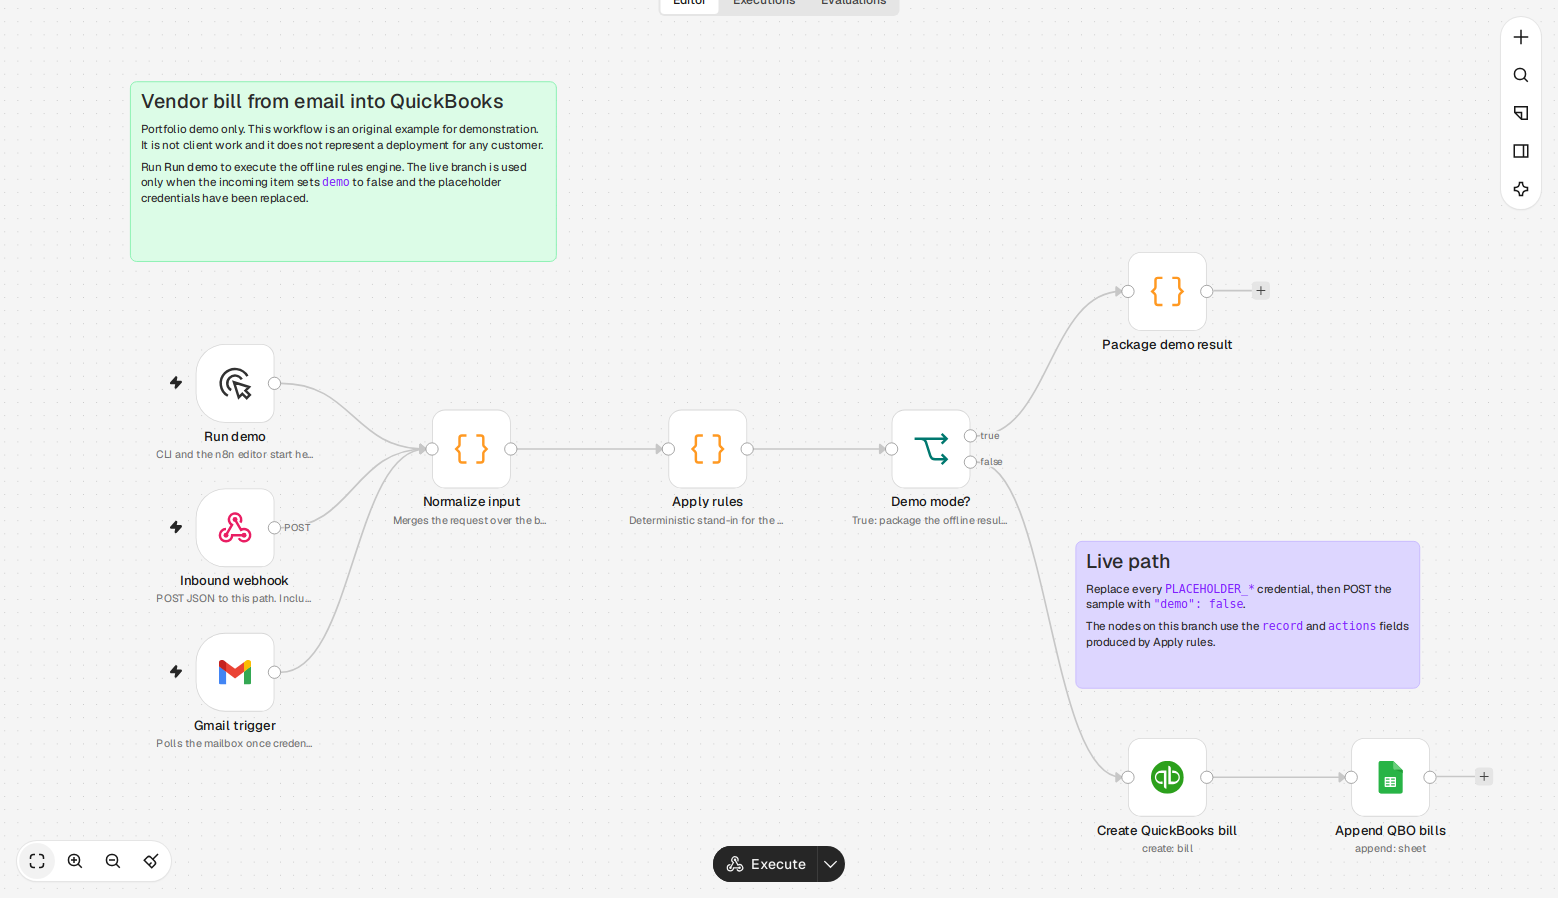 Editor Executions Evaluations
Vendor bill from email into QuickBooks
Portfolio demo only. This workflow is an original example for demonstration.
It is not client work and it does not represent a deployment for any customer.
Run Run demo to execute the offline rules engine. The live branch is used
only when the incoming item sets demo to false and the placeholder
credentials have been replaced.
Package demo result
Run demo
CLI and the n8n editor start he...
POST
Inbound webhook
POST JSON to this path. Inclu...
Gmail trigger
Polls the mailbox once creden...
Normalize input
Merges the request over the b...
Apply rules
Deterministic stand-in for the ...
true
false
Demo mode?
True: package the offline resul...
Live path
Replace every PLACEHOLDER_* credential, then POST the
sample with "demo": false.
The nodes on this branch use the record and actions fields
produced by Apply rules.
qb
Create QuickBooks bill
create: bill
Append QBO bills
append: sheet
Execute